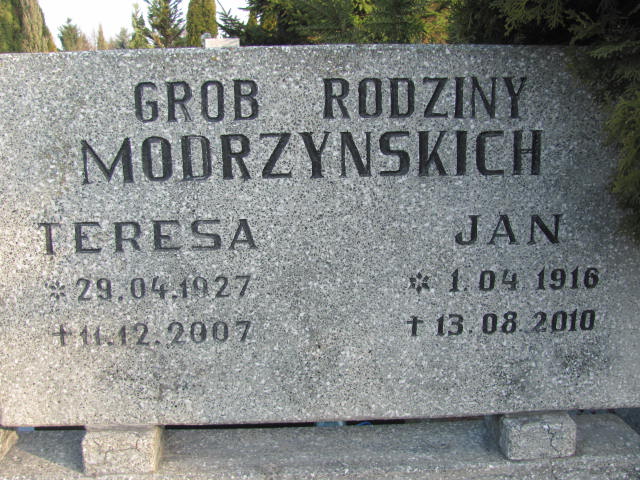 GROB RODZINY
MODRZYNSKICH
TERESA
* 29.04.1927
† 11.12.2007
JAN
* 1.04 1916
† 13.08.2010